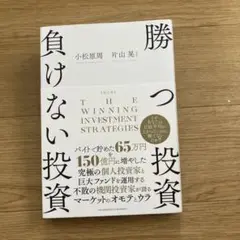 勝つ投資
負けない投資
小松原周
片山晃
THE
WINNING
INVESTMENT
STRATEGIES
バイトで貯めた65万円を
150億円に増やした
究極の個人投資家と
巨大ファンドを運用する
不敗の機関投資家が語る
マーケットのオモテとウラ